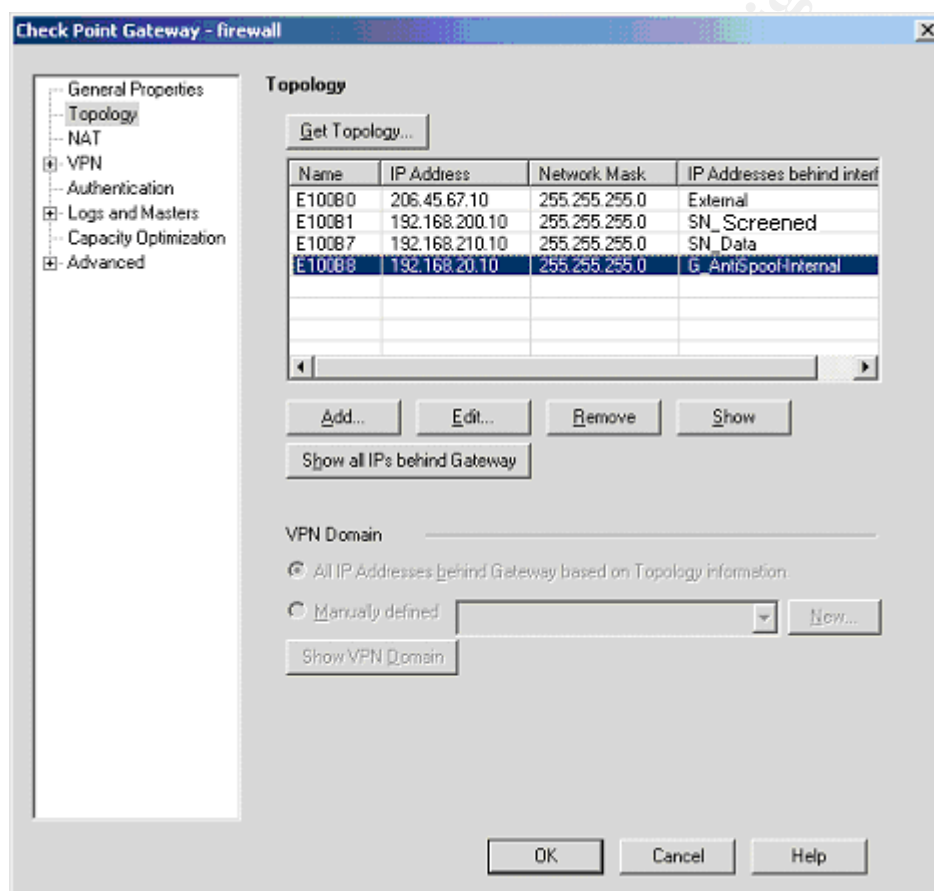 Check Point Gateway - firewall
General Properties
Topology
NAT
VPN
Authentication
Logs and Masters
Capacity Optimization
Advanced
Topology
Get Topology...
Name IP Address Network Mask IP Addresses behind interf
E100B0 206.45.67.10 255.255.255.0 External
E100B1 192.168.200.10 255.255.255.0 SN_Screened
E100B7 192.168.210.10 255.255.255.0 SN_Data
E100B8 192.168.20.10 255.255.255.0 G_AntiSpoof-Internal
Add... Edit... Remove Show
Show all IPs behind Gateway
VPN Domain
All IP Addresses behind Gateway based on Topology information
Manually defined New...
Show VPN Domain
OK Cancel Help